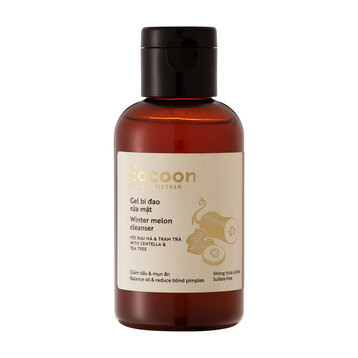 cocoon
VIETNAM
Gel bí đao
rửa mặt
Winter melon
cleanser
VỚI RAU MÁ & TRÀM TRÀ
WITH CENTELLA &
TEA TREE
Giảm dầu & mụn ẩn
Balance oil & reduce blind pimples
Không chứa sulfate
Sulfate-free